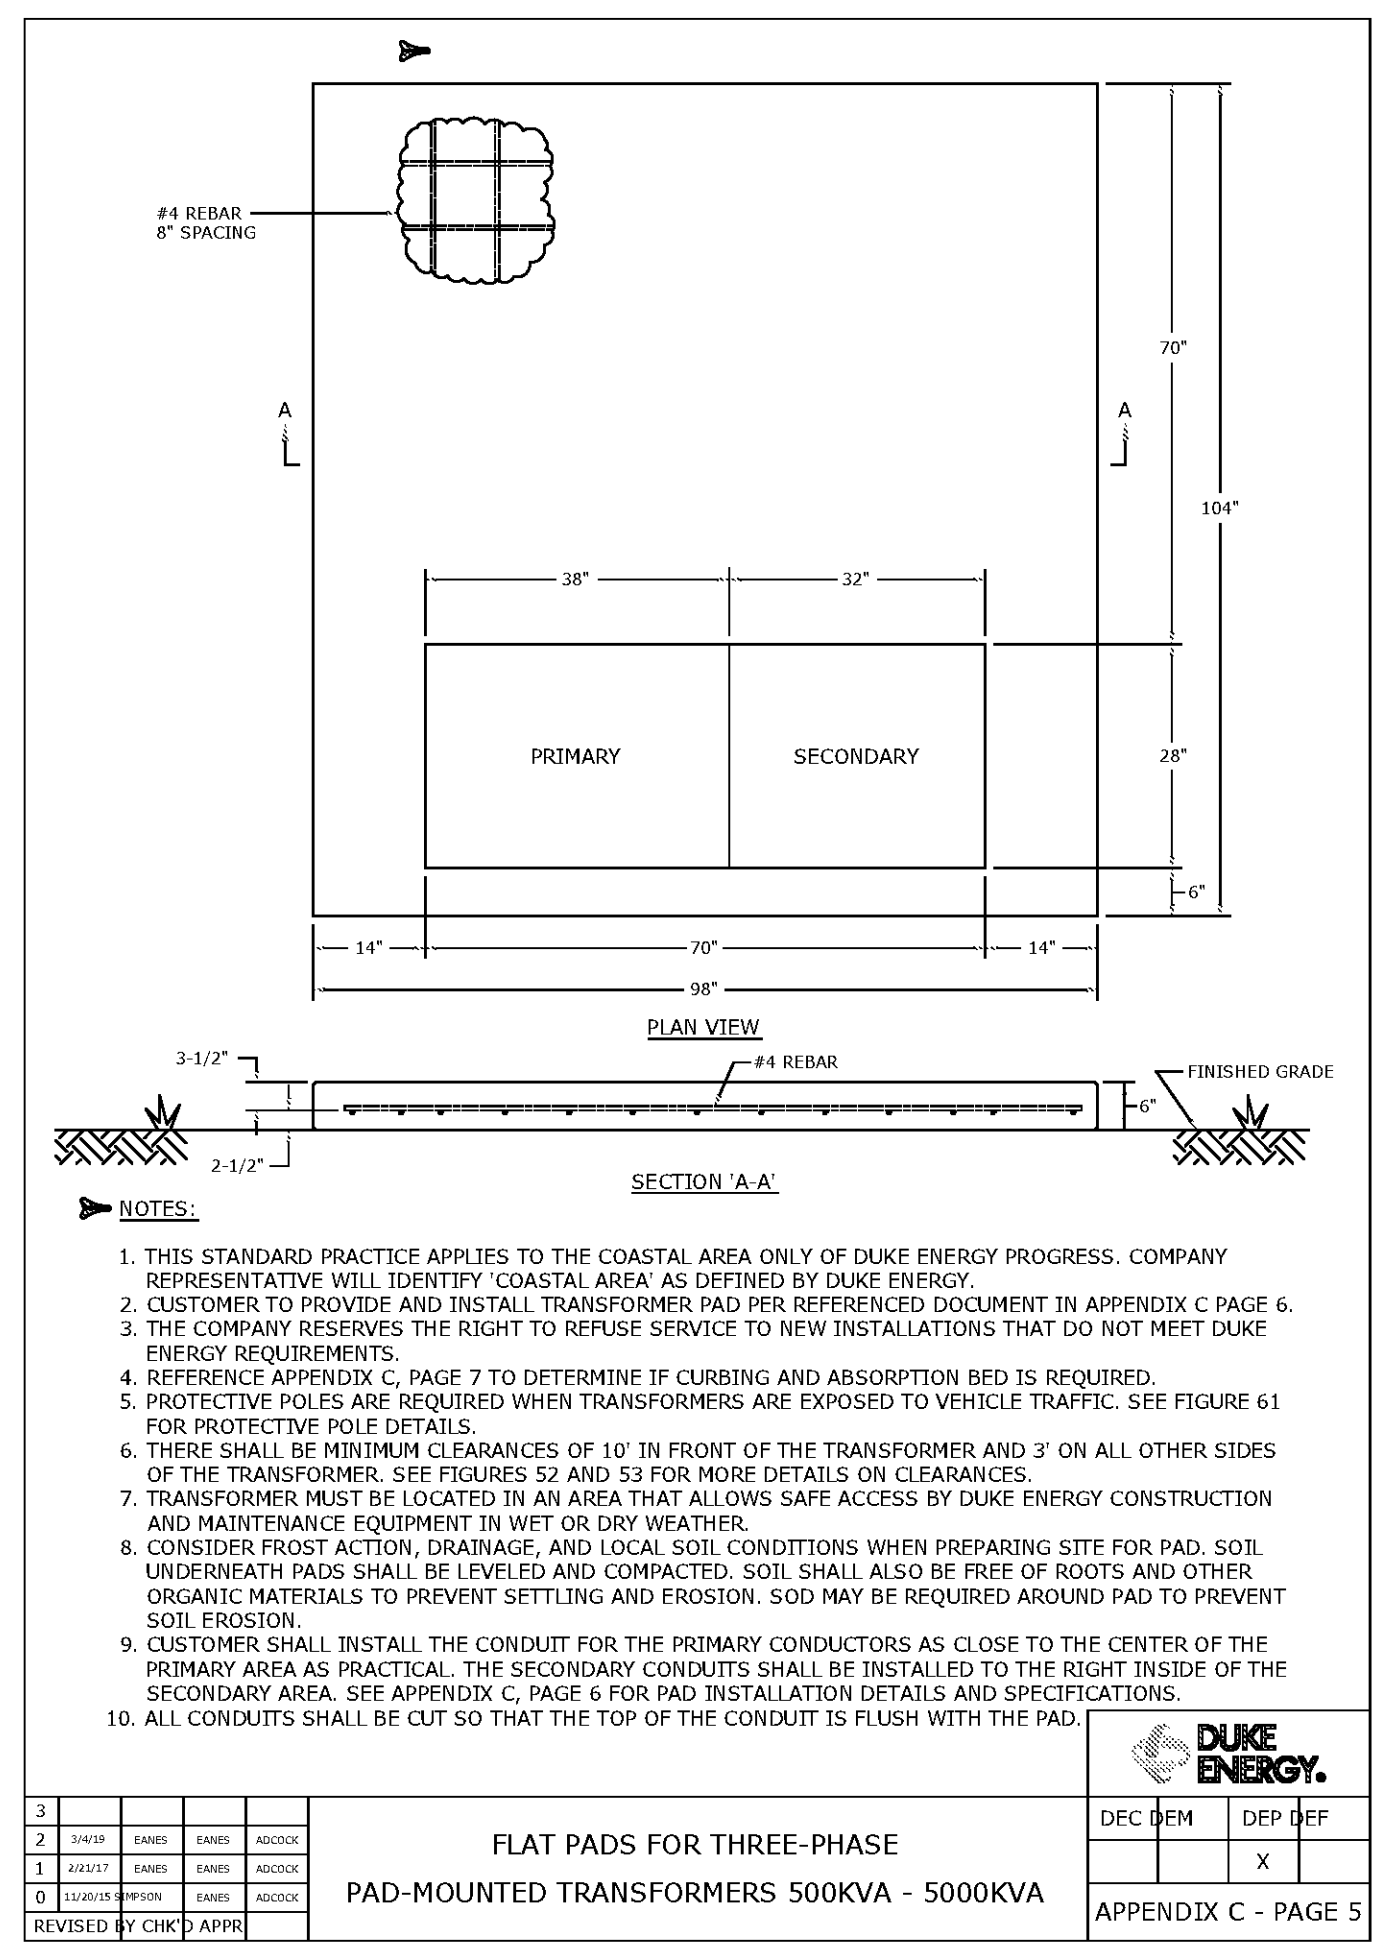 #4 REBAR
8" SPACING
70"
A
A
104"
38"
32"
PRIMARY
SECONDARY
28"
6"
14"
70"
14"
98"
PLAN VIEW
3-1/2"
#4 REBAR
FINISHED GRADE
6"
2-1/2"
SECTION 'A-A'
NOTES:
1. THIS STANDARD PRACTICE APPLIES TO THE COASTAL AREA ONLY OF DUKE ENERGY PROGRESS. COMPANY
REPRESENTATIVE WILL IDENTIFY 'COASTAL AREA' AS DEFINED BY DUKE ENERGY.
2. CUSTOMER TO PROVIDE AND INSTALL TRANSFORMER PAD PER REFERENCED DOCUMENT IN APPENDIX C PAGE 6.
3. THE COMPANY RESERVES THE RIGHT TO REFUSE SERVICE TO NEW INSTALLATIONS THAT DO NOT MEET DUKE
ENERGY REQUIREMENTS.
4. REFERENCE APPENDIX C, PAGE 7 TO DETERMINE IF CURBING AND ABSORPTION BED IS REQUIRED.
5. PROTECTIVE POLES ARE REQUIRED WHEN TRANSFORMERS ARE EXPOSED TO VEHICLE TRAFFIC. SEE FIGURE 61
FOR PROTECTIVE POLE DETAILS.
6. THERE SHALL BE MINIMUM CLEARANCES OF 10' IN FRONT OF THE TRANSFORMER AND 3' ON ALL OTHER SIDES
OF THE TRANSFORMER. SEE FIGURES 52 AND 53 FOR MORE DETAILS ON CLEARANCES.
7. TRANSFORMER MUST BE LOCATED IN AN AREA THAT ALLOWS SAFE ACCESS BY DUKE ENERGY CONSTRUCTION
AND MAINTENANCE EQUIPMENT IN WET OR DRY WEATHER.
8. CONSIDER FROST ACTION, DRAINAGE, AND LOCAL SOIL CONDITIONS WHEN PREPARING SITE FOR PAD. SOIL
UNDERNEATH PADS SHALL BE LEVELED AND COMPACTED. SOIL SHALL ALSO BE FREE OF ROOTS AND OTHER
ORGANIC MATERIALS TO PREVENT SETTLING AND EROSION. SOD MAY BE REQUIRED AROUND PAD TO PREVENT
SOIL EROSION.
9. CUSTOMER SHALL INSTALL THE CONDUIT FOR THE PRIMARY CONDUCTORS AS CLOSE TO THE CENTER OF THE
PRIMARY AREA AS PRACTICAL. THE SECONDARY CONDUITS SHALL BE INSTALLED TO THE RIGHT INSIDE OF THE
SECONDARY AREA. SEE APPENDIX C, PAGE 6 FOR PAD INSTALLATION DETAILS AND SPECIFICATIONS.
10. ALL CONDUITS SHALL BE CUT SO THAT THE TOP OF THE CONDUIT IS FLUSH WITH THE PAD.
DUKE
ENERGY.
3
2 3/4/19 EANES EANES ADCOCK
1 2/21/17 EANES EANES ADCOCK
0 11/20/15 SIMPSON EANES ADCOCK
REVISED BY CHK'D APPR
FLAT PADS FOR THREE-PHASE
PAD-MOUNTED TRANSFORMERS 500KVA - 5000KVA
DEC DEM DEP DEF
X
APPENDIX C - PAGE 5